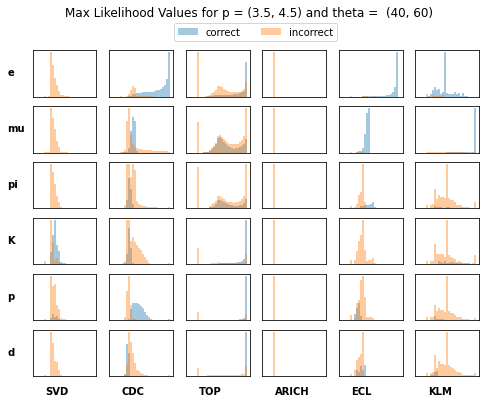 Max Likelihood Values for p = (3.5, 4.5) and theta = (40, 60)
correct incorrect
e
mu
pi
K
p
d
SVD CDC TOP ARICH ECL KLM